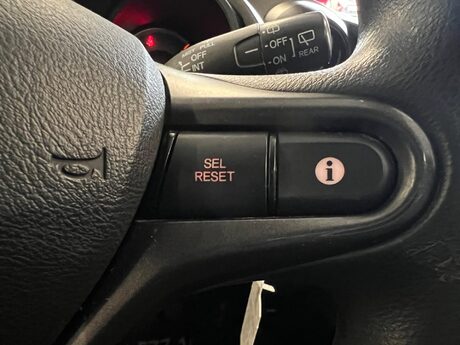 OFF
INT
OFF
ON
REAR
SEL
RESET
i